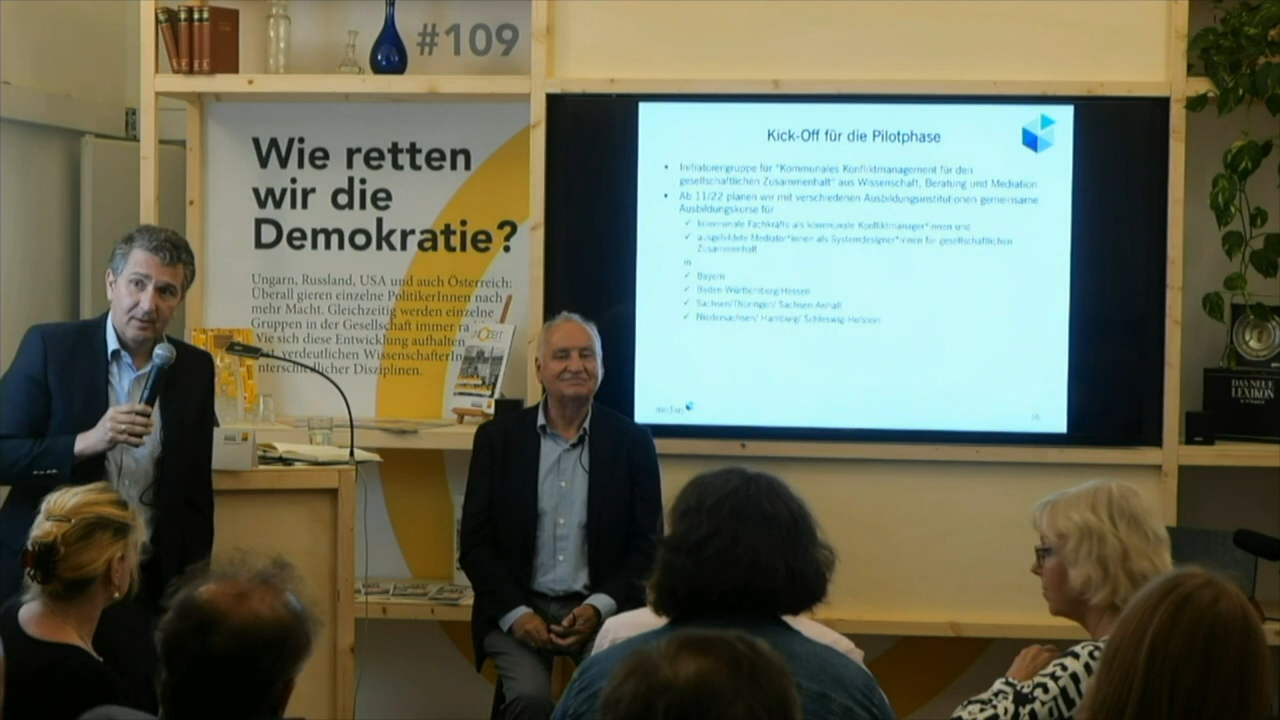 #109
Wie retten
wir die
Demokratie?
Ungarn, Russland, USA und auch Österreich:
Überall gieren einzelne PolitikerInnen nach
mehr Macht. Gleichzeitig werden einzelne
Gruppen in der Gesellschaft immer
Wie sich diese Entwicklung aufhalten
verdeutlichen WissenschafterIn
nterschiedlicher Disziplinen.
Kick-Off für die Pilotphase
• Initiatorengruppe für "Kommunales Konfliktmanagement für den
gesellschaftlichen Zusammenhalt" aus Wissenschaft, Beratung und Mediation
• Ab 11/22 planen wir mit verschiedenen Ausbildungsinstitutionen gemeinsame
Ausbildungskurse für
✓ kommunale Fachkräfte als kommunale Konfliktmanager*innen und
✓ ausgebildete Mediator*innen als Systemdesigner*innen für gesellschaftlichen
Zusammenhalt
in
✓ Bayern
✓ Baden Württemberg/Hessen
✓ Sachsen/Thüringen/ Sachsen Anhalt
✓ Niedersachsen/ Hamburg/ Schleswig-Holstein
DAS NEUE
LEXIKON